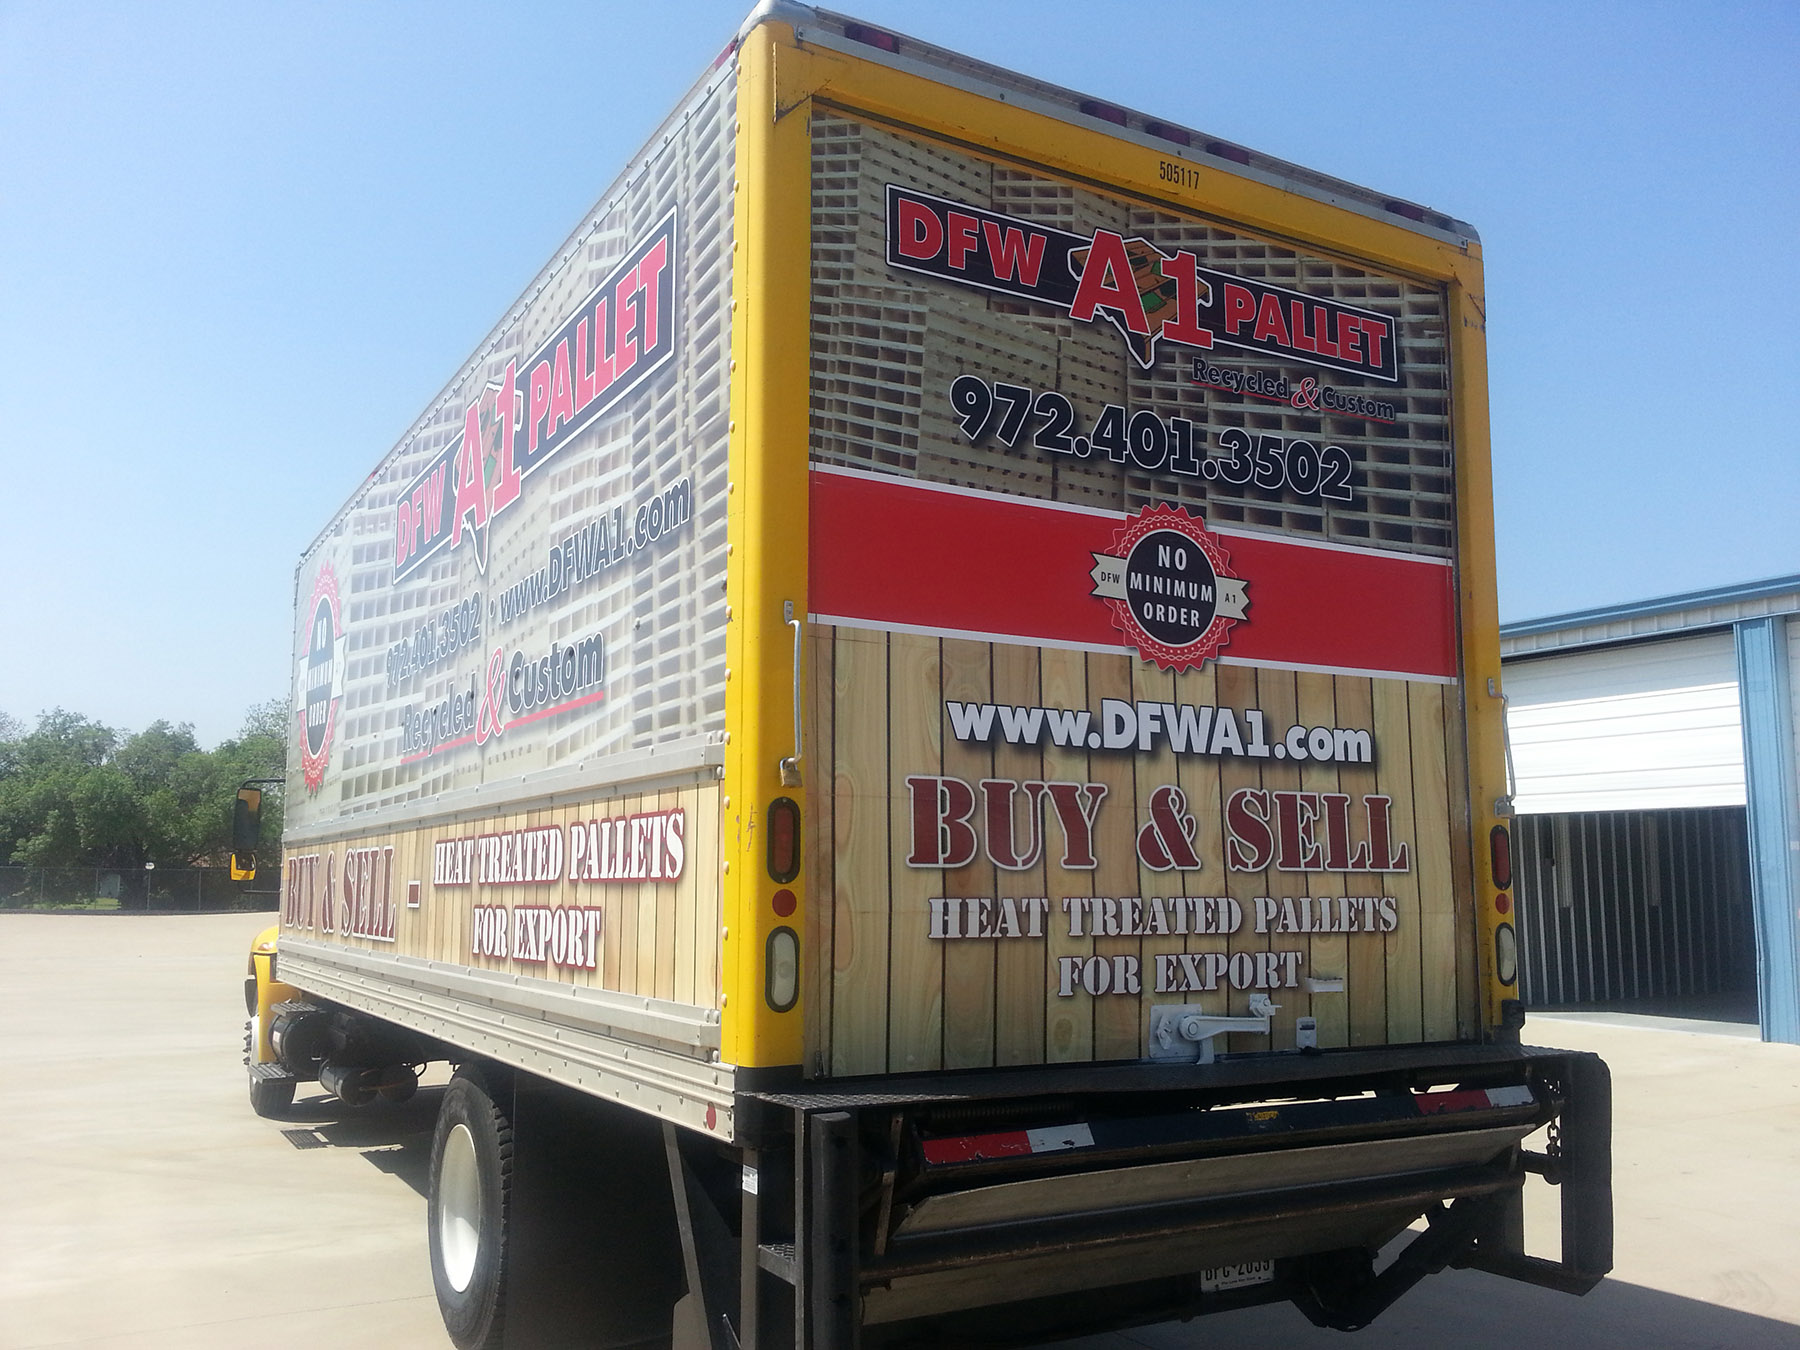 505117
DFW A1 PALLET
Recycled & Custom
972.401.3502
NO
MINIMUM
ORDER
DFW A1
www.DFWA1.com
BUY & SELL
HEAT TREATED PALLETS
FOR EXPORT
DFW A1 PALLET
972.401.3502 • www.DFWA1.com
Recycled & Custom
NO
MINIMUM
ORDER
BUY & SELL - HEAT TREATED PALLETS
FOR EXPORT